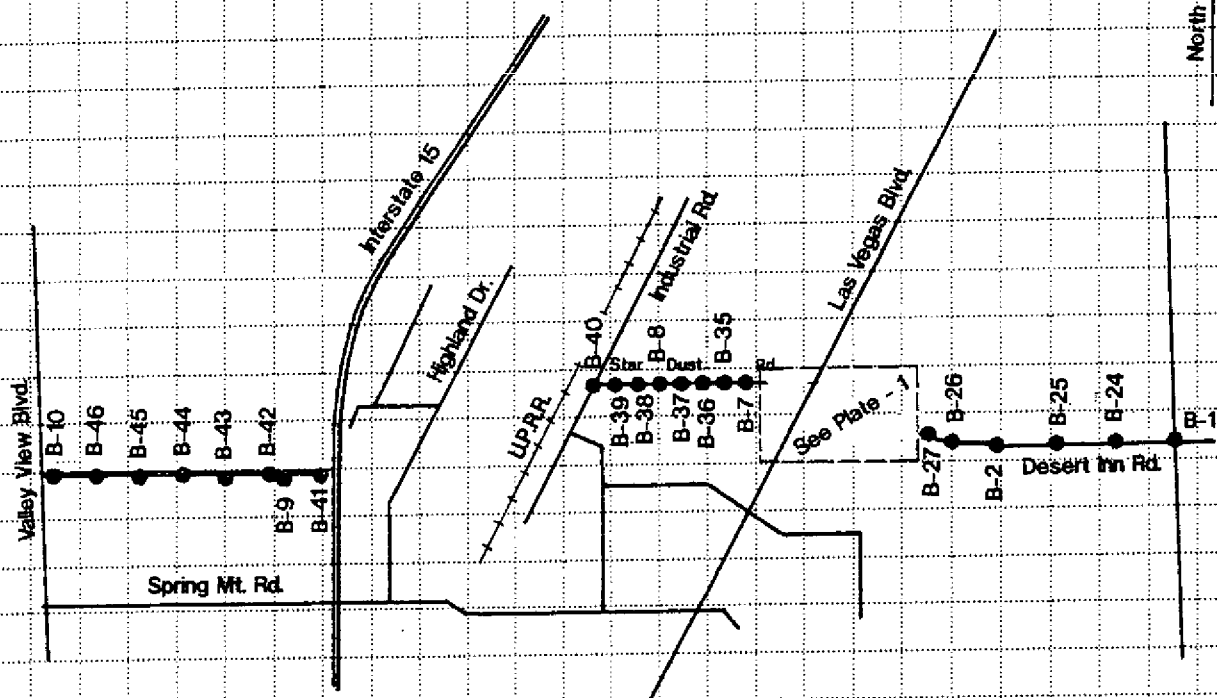 North
Interstate 15
Las Vegas Blvd.
Industrial Rd.
Highland Dr.
U.P.R.R.
Valley View Blvd.
B-10
B-46
B-45
B-44
B-43
B-42
B-9
B-41
B-40
Star Dust Rd.
B-8
B-35
B-39
B-38
B-37
B-36
B-7
See Plate - 1
B-26
B-25
B-24
B-1
B-27
B-2
Desert Inn Rd.
Spring Mt. Rd.